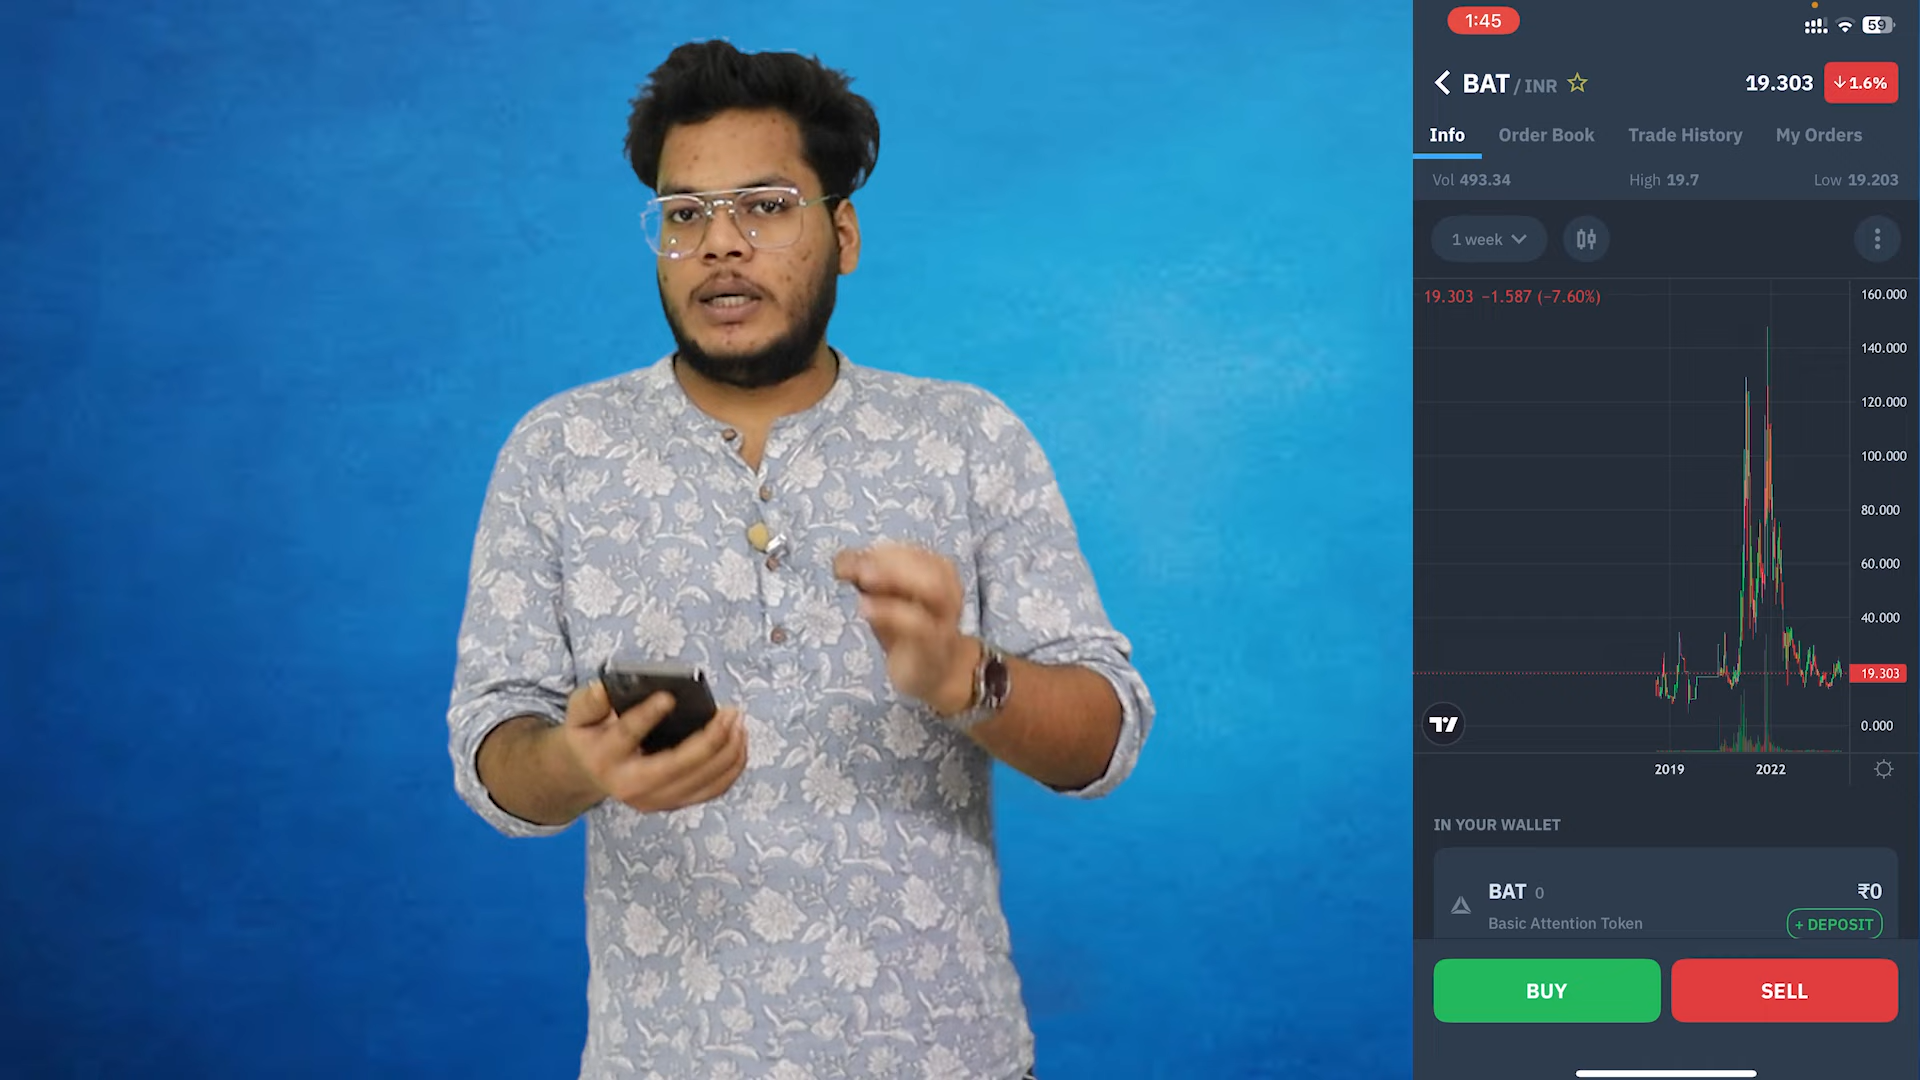 1:45
59
BAT / INR
19.303
↓ 1.6%
Info Order Book Trade History My Orders
Vol 493.34 High 19.7 Low 19.203
1 week
19.303 −1.587 (−7.60%)
160.000
140.000
120.000
100.000
80.000
60.000
40.000
19.303
0.000
2019 2022
IN YOUR WALLET
BAT 0 ₹0
Basic Attention Token
+ DEPOSIT
BUY SELL